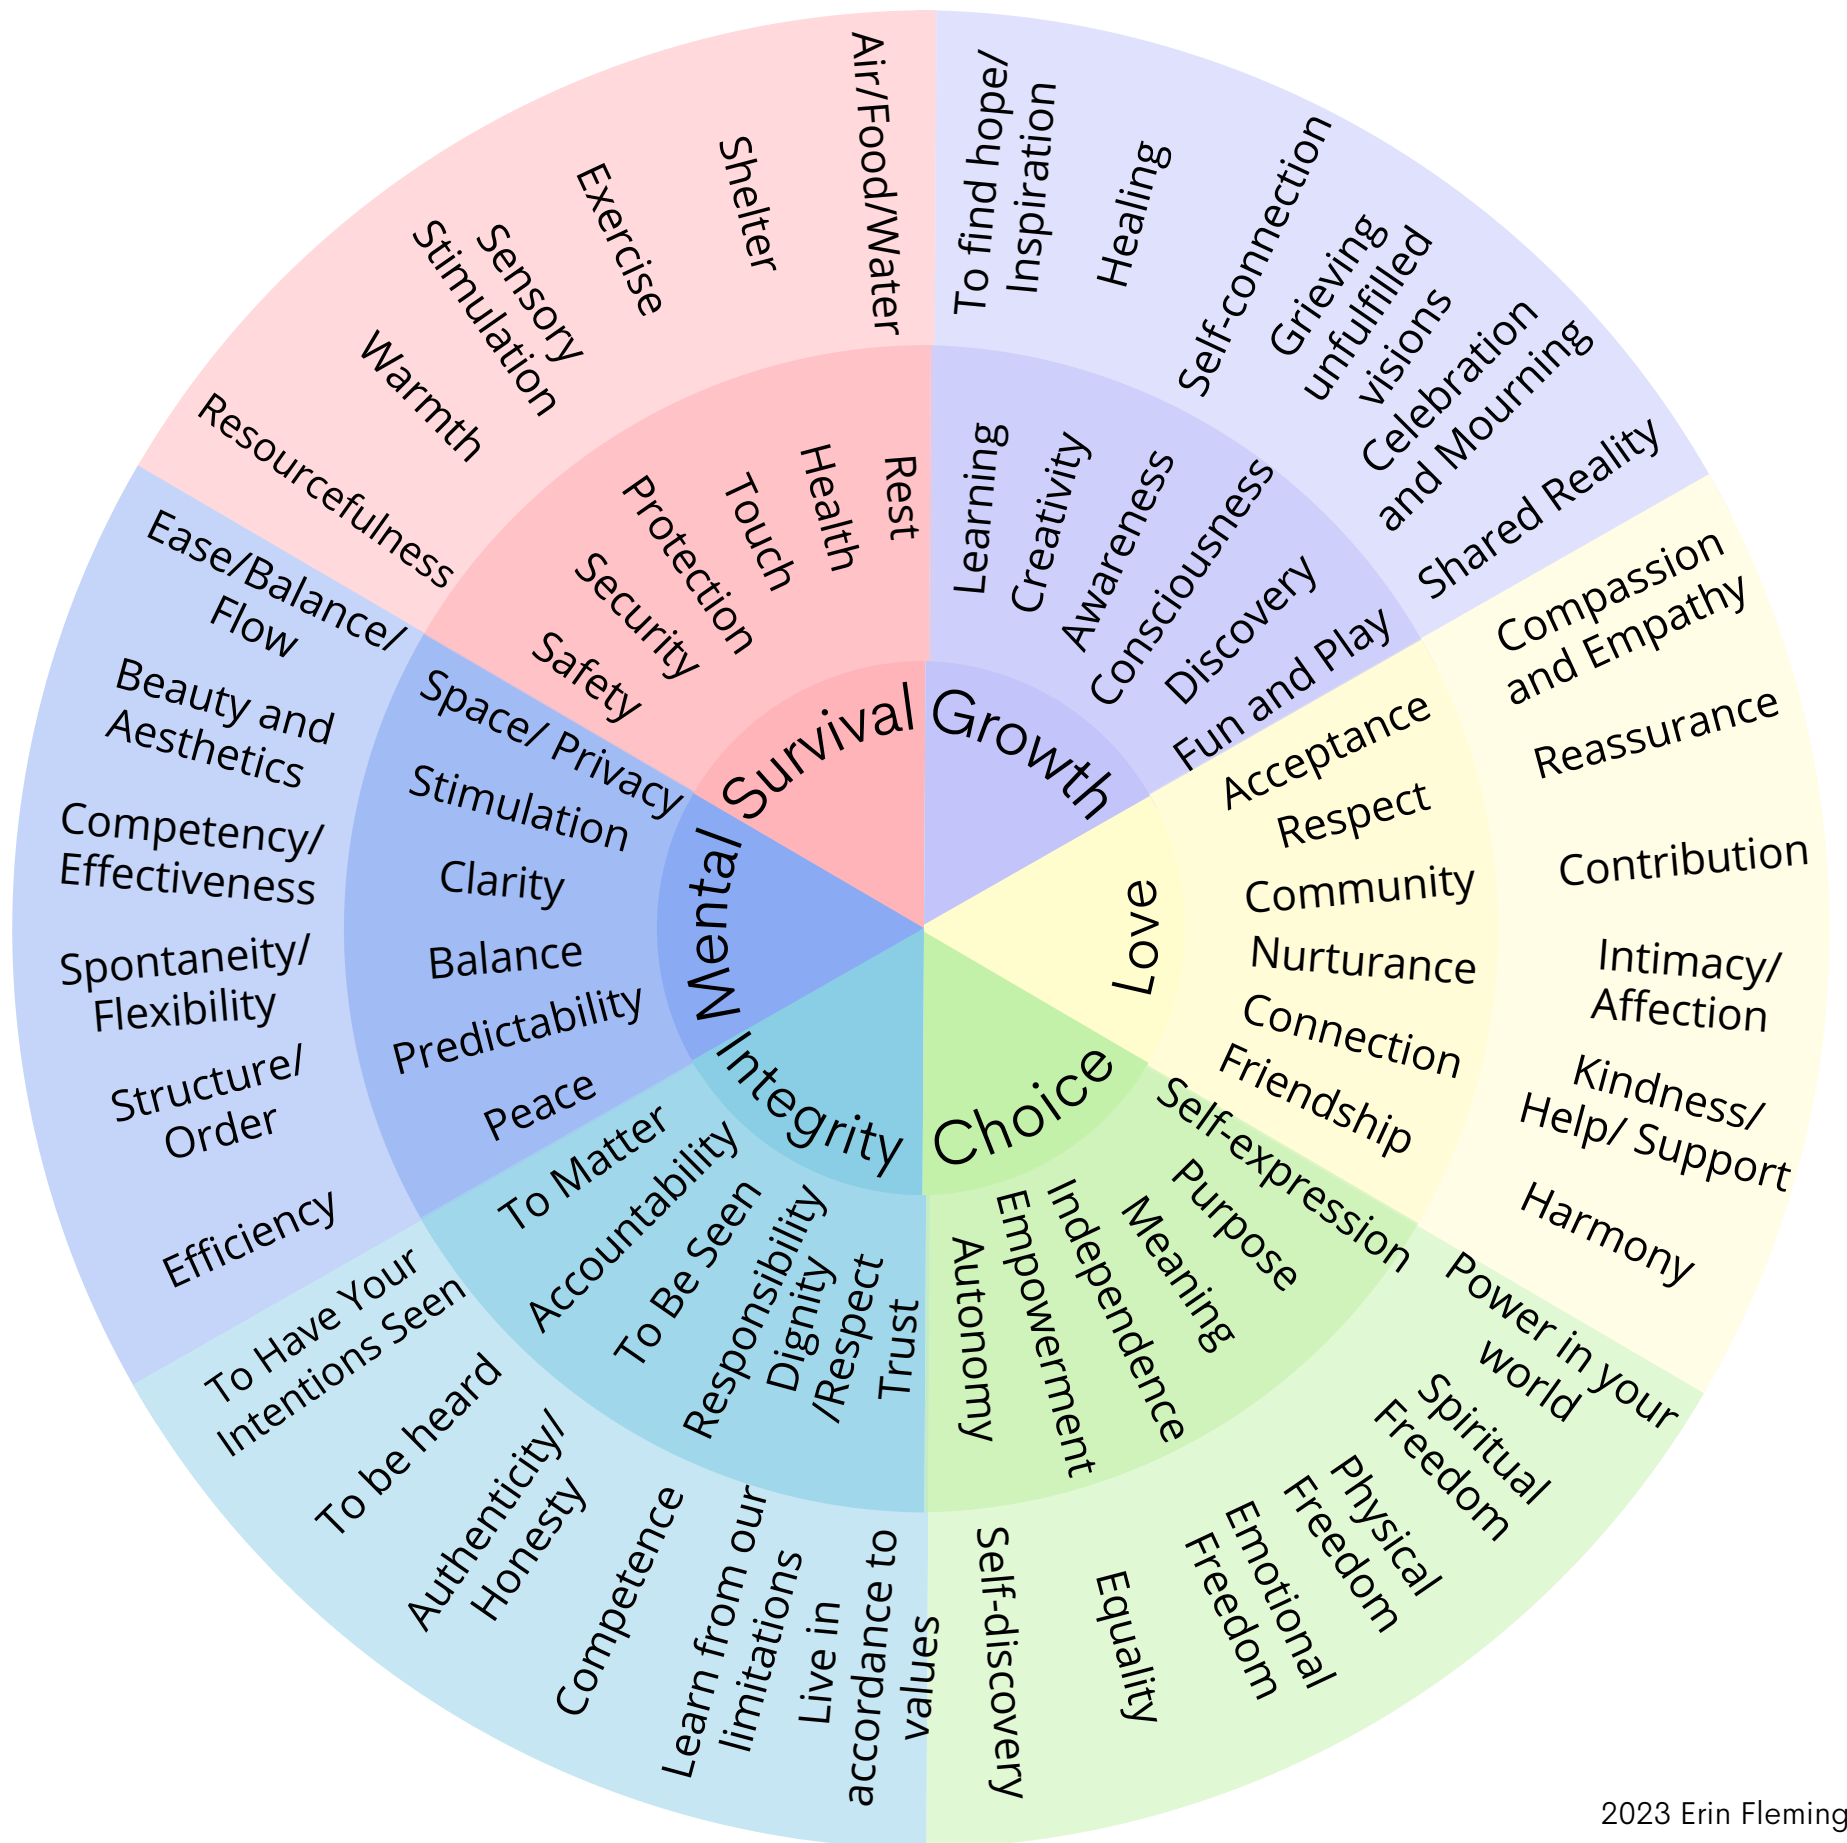 Survival
Rest
Health
Touch
Protection
Security
Safety
Air/Food/Water
Shelter
Exercise
Sensory
Stimulation
Warmth
Resourcefulness
Growth
Learning
Creativity
Awareness
Consciousness
Discovery
Fun and Play
To find hope/
Inspiration
Healing
Self-connection
Grieving
unfulfilled
visions
Celebration
and Mourning
Shared Reality
Love
Acceptance
Respect
Community
Nurturance
Connection
Friendship
Compassion
and Empathy
Reassurance
Contribution
Intimacy/
Affection
Kindness/
Help/ Support
Harmony
Choice
Self-expression
Purpose
Meaning
Independence
Empowerment
Autonomy
Power in your
world
Spiritual
Freedom
Physical
Freedom
Emotional
Freedom
Equality
Self-discovery
Integrity
To Matter
Accountability
To Be Seen
Responsibility
Dignity
/Respect
Trust
To Have Your
Intentions Seen
To be heard
Authenticity/
Honesty
Competence
Learn from our
limitations
Live in
accordance to
values
Mental
Space/ Privacy
Stimulation
Clarity
Balance
Predictability
Peace
Ease/Balance/
Flow
Beauty and
Aesthetics
Competency/
Effectiveness
Spontaneity/
Flexibility
Structure/
Order
Efficiency
2023 Erin Fleming